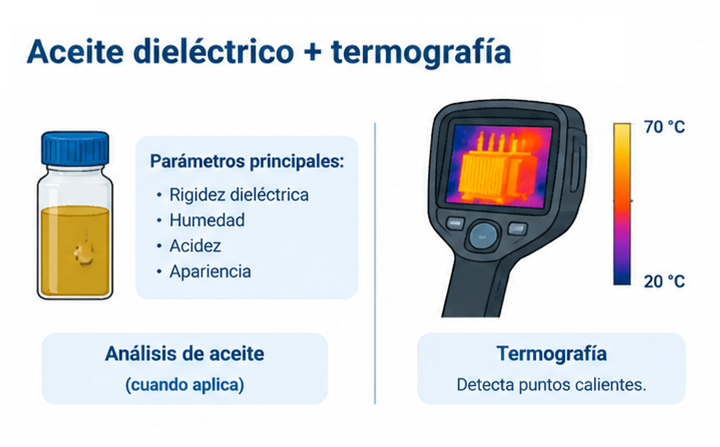 Aceite dieléctrico + termografía
Parámetros principales:
• Rigidez dieléctrica
• Humedad
• Acidez
• Apariencia
Análisis de aceite
(cuando aplica)
70 °C
20 °C
Termografía
Detecta puntos calientes.